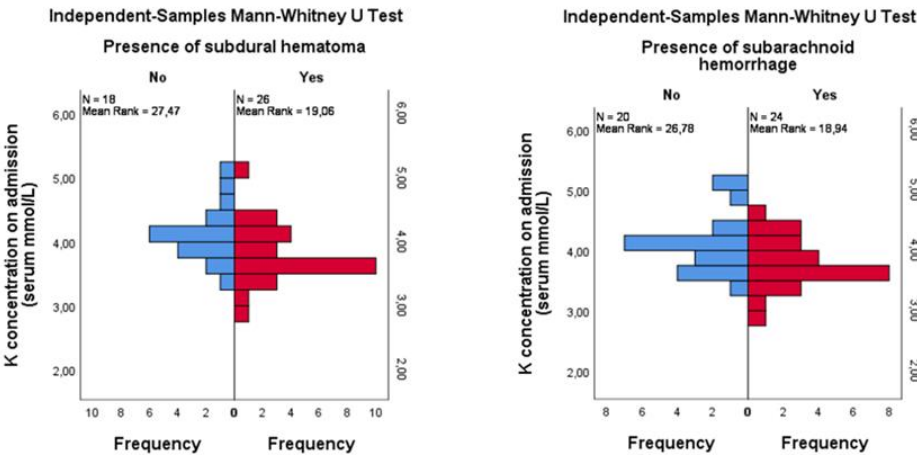 Independent-Samples Mann-Whitney U Test
Presence of subdural hematoma
No Yes
N = 18
Mean Rank = 27,47
N = 26
Mean Rank = 19,06
K concentration on admission
(serum mmol/L)
6,00
5,00
4,00
3,00
2,00
6,00
5,00
4,00
3,00
2,00
10 8 6 4 2 0 2 4 6 8 10
Frequency Frequency
Independent-Samples Mann-Whitney U Test
Presence of subarachnoid
hemorrhage
No Yes
N = 20
Mean Rank = 26,78
N = 24
Mean Rank = 18,94
K concentration on admission
(serum mmol/L)
6,00
5,00
4,00
3,00
2,00
6,00
5,00
4,00
3,00
2,00
8 6 4 2 0 2 4 6 8
Frequency Frequency